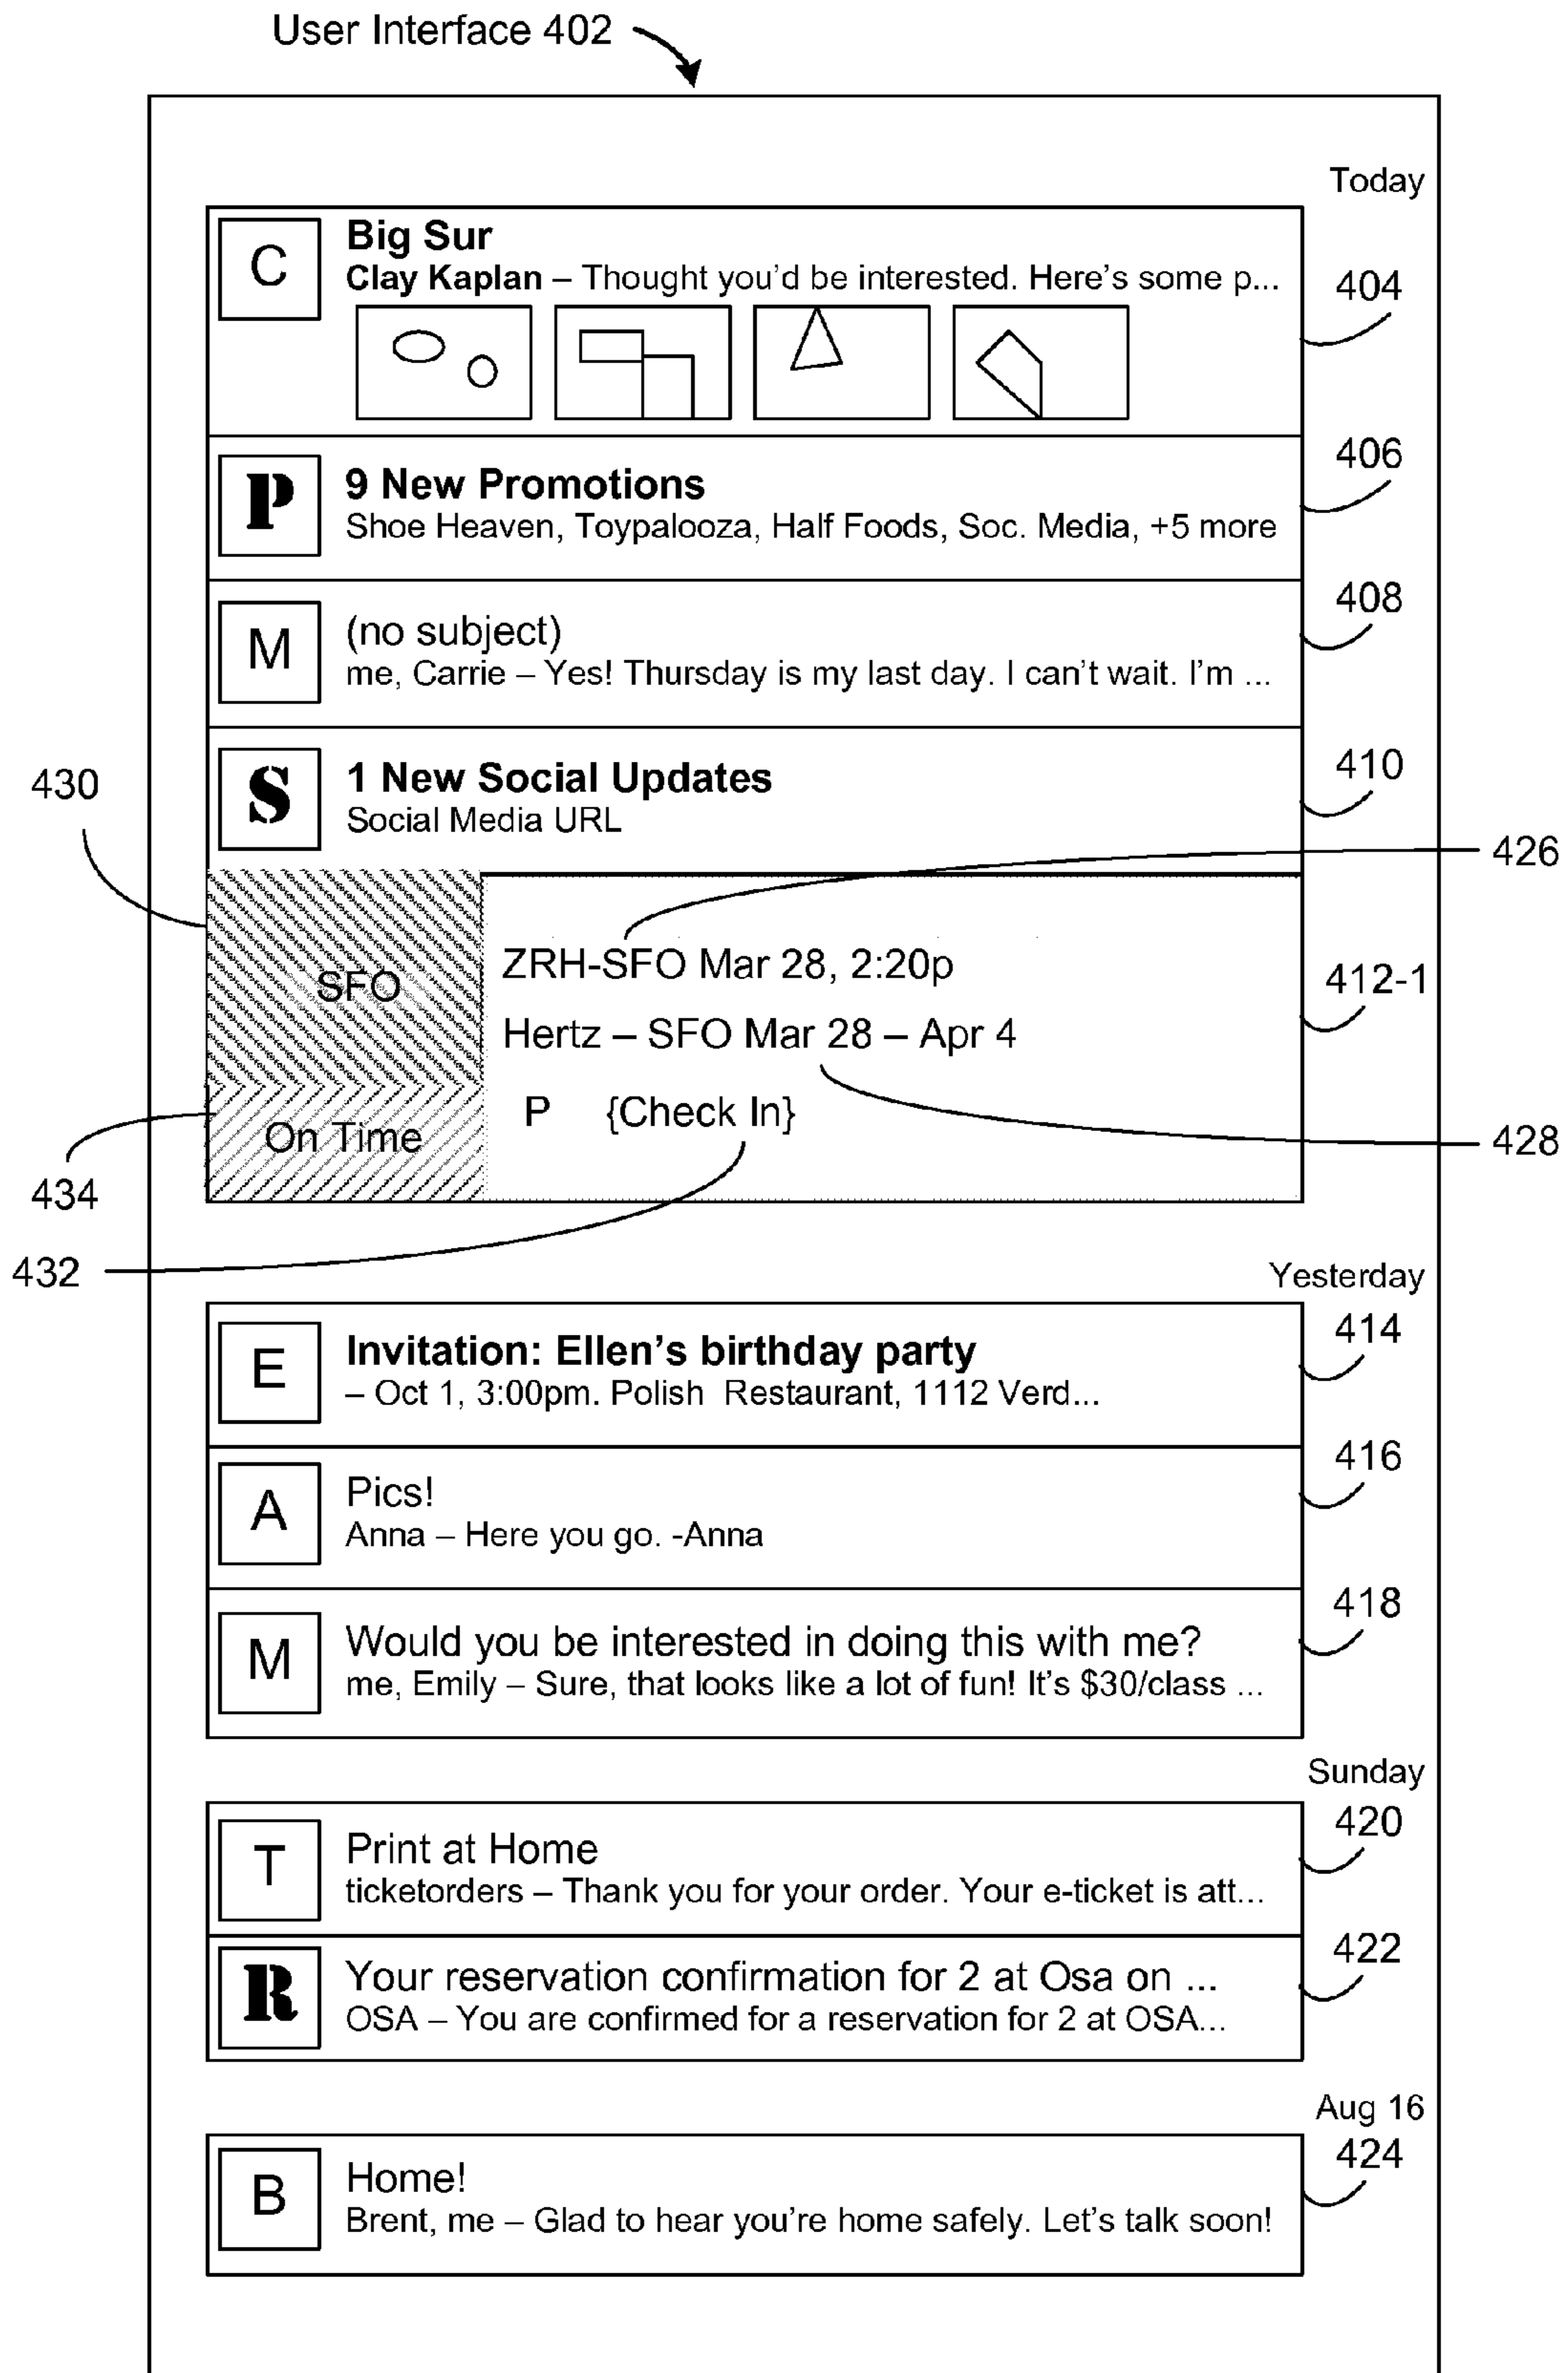 User Interface 402
Today
C
Big Sur
Clay Kaplan – Thought you'd be interested. Here's some p...
404
P
9 New Promotions
Shoe Heaven, Toypalooza, Half Foods, Soc. Media, +5 more
406
M
(no subject)
me, Carrie – Yes! Thursday is my last day. I can't wait. I'm ...
408
S
1 New Social Updates
Social Media URL
410
430
426
SFO
ZRH-SFO Mar 28, 2:20p
Hertz – SFO Mar 28 – Apr 4
412-1
On Time
P {Check In}
428
434
432
Yesterday
E
Invitation: Ellen's birthday party
– Oct 1, 3:00pm. Polish Restaurant, 1112 Verd...
414
A
Pics!
Anna – Here you go. -Anna
416
M
Would you be interested in doing this with me?
me, Emily – Sure, that looks like a lot of fun! It's $30/class ...
418
Sunday
T
Print at Home
ticketorders – Thank you for your order. Your e-ticket is att...
420
R
Your reservation confirmation for 2 at Osa on ...
OSA – You are confirmed for a reservation for 2 at OSA...
422
Aug 16
B
Home!
Brent, me – Glad to hear you're home safely. Let's talk soon!
424